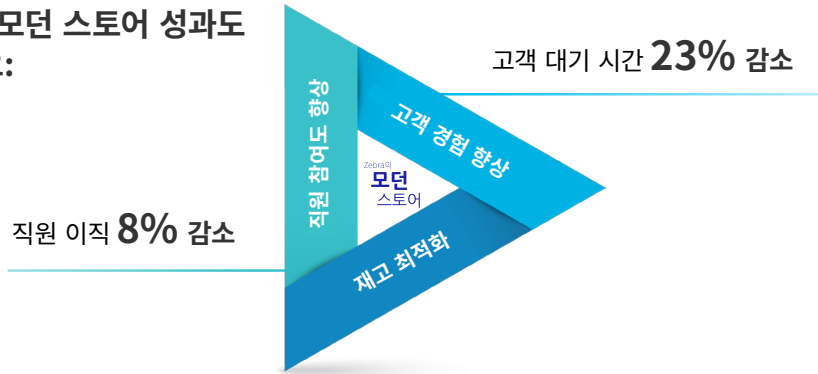 모던 스토어 성과도
고객 대기 시간 23% 감소
직원 참여도 향상
고객 경험 향상
Zebra의
모던
스토어
직원 이직 8% 감소
재고 최적화